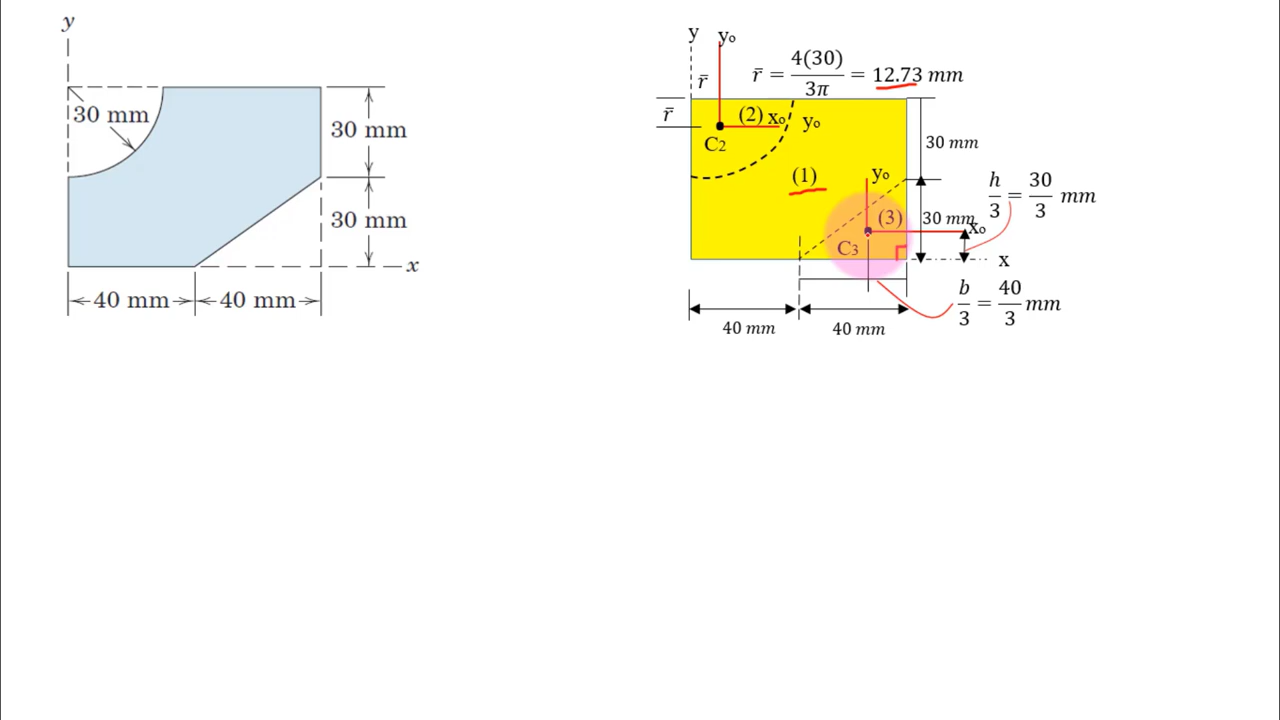 y
30 mm
30 mm
30 mm
x
40 mm
40 mm
y
y₀
r̄
r̄ = 4(30) / 3π = 12.73 mm
r̄
(2)
x₀
y₀
C₂
30 mm
(1)
y₀
h/3 = 30/3 mm
(3)
30 mm
x₀
C₃
x
b/3 = 40/3 mm
40 mm
40 mm